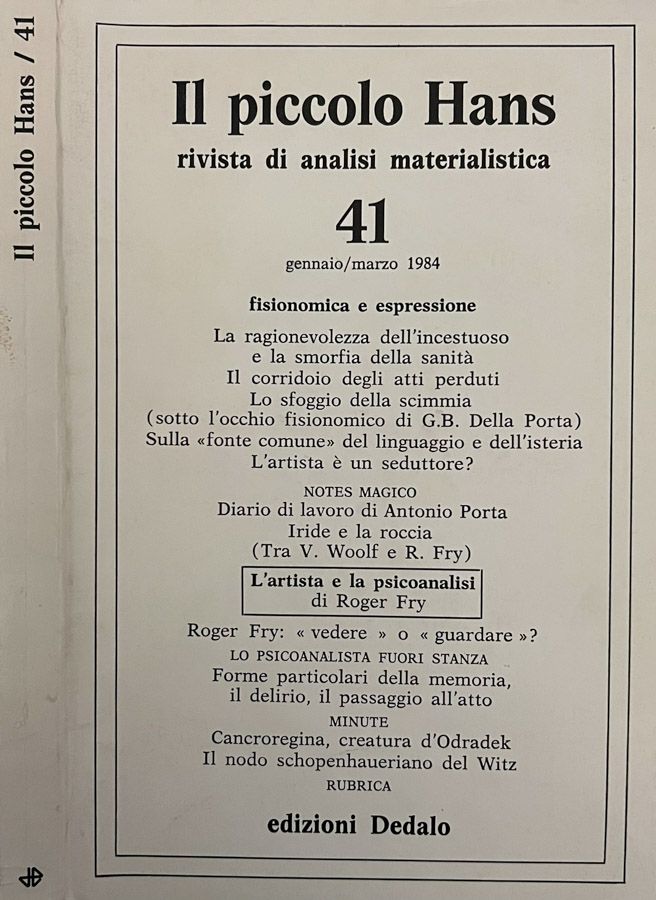 Il piccolo Hans / 41
Il piccolo Hans
rivista di analisi materialistica
41
gennaio/marzo 1984
fisionomica e espressione
La ragionevolezza dell'incestuoso
e la smorfia della sanità
Il corridoio degli atti perduti
Lo sfoggio della scimmia
(sotto l'occhio fisionomico di G.B. Della Porta)
Sulla «fonte comune» del linguaggio e dell'isteria
L'artista è un seduttore?
NOTES MAGICO
Diario di lavoro di Antonio Porta
Iride e la roccia
(Tra V. Woolf e R. Fry)
L'artista e la psicoanalisi
di Roger Fry
Roger Fry: « vedere » o « guardare »?
LO PSICOANALISTA FUORI STANZA
Forme particolari della memoria,
il delirio, il passaggio all'atto
MINUTE
Cancroregina, creatura d'Odradek
Il nodo schopenhaueriano del Witz
RUBRICA
edizioni Dedalo